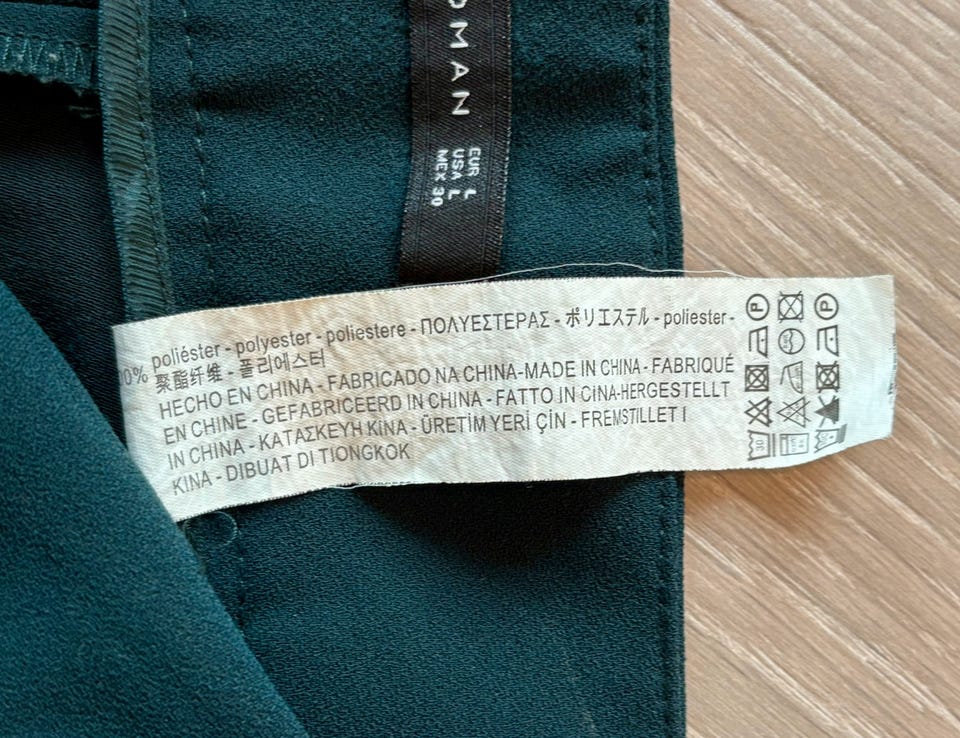 OMAN
EUR L
USA L
MEX 30
0% poliéster - polyester - poliestere - ΠΟΛΥΕΣΤΕΡΑΣ - ポリエステル - poliester -
聚酯纤维 - 폴리에스터
HECHO EN CHINA - FABRICADO NA CHINA-MADE IN CHINA - FABRIQUÉ
EN CHINE - GEFABRICEERD IN CHINA - FATTO IN CINA-HERGESTELLT
IN CHINA - ΚΑΤΑΣΚΕΥΗ ΚΙΝΑ - ÜRETİM YERİ ÇİN - FREMSTILLET I
KINA - DIBUAT DI TIONGKOK
P
P